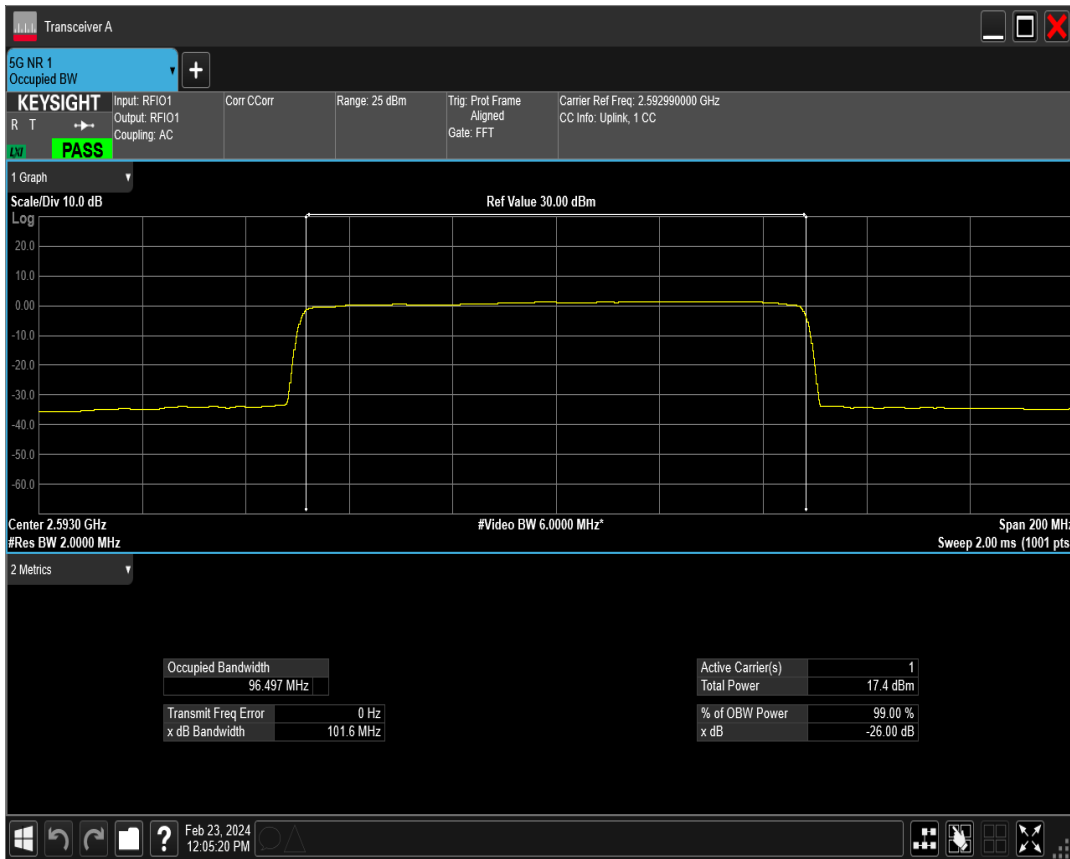 Transceiver A
5G NR 1
Occupied BW
KEYSIGHT
R T
LXI
PASS
Input: RFIO1
Output: RFIO1
Coupling: AC
Corr CCorr
Range: 25 dBm
Trig: Prot Frame
Aligned
Gate: FFT
Carrier Ref Freq: 2.592990000 GHz
CC Info: Uplink, 1 CC
1 Graph
Scale/Div 10.0 dB
Ref Value 30.00 dBm
Log
20.0
10.0
0.00
-10.0
-20.0
-30.0
-40.0
-50.0
-60.0
Center 2.5930 GHz
#Video BW 6.0000 MHz*
Span 200 MHz
#Res BW 2.0000 MHz
Sweep 2.00 ms (1001 pts
2 Metrics
Occupied Bandwidth
96.497 MHz
Transmit Freq Error 0 Hz
x dB Bandwidth 101.6 MHz
Active Carrier(s) 1
Total Power 17.4 dBm
% of OBW Power 99.00 %
x dB -26.00 dB
?
Feb 23, 2024
12:05:20 PM